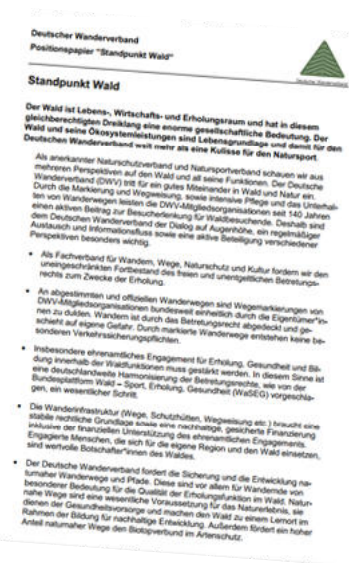 Deutscher Wanderverband
Positionspapier "Standpunkt Wald"
Deutscher Wanderverband
Standpunkt Wald
Der Wald ist Lebens-, Wirtschafts- und Erholungsraum und hat in diesem
gleichberechtigten Dreiklang eine enorme gesellschaftliche Bedeutung. Der
Wald und seine Ökosystemleistungen sind Lebensgrundlage und damit für den
Deutschen Wanderverband weit mehr als eine Kulisse für den Natursport.
Als anerkannter Naturschutzverband und Natursportverband schauen wir aus
mehreren Perspektiven auf den Wald und all seine Funktionen. Der Deutsche
Wanderverband (DWV) tritt für ein gutes Miteinander in Wald und Natur ein.
Durch die Markierung und Wegweisung, sowie intensive Pflege und das Unterhal-
ten von Wanderwegen leisten die DWV-Mitgliedsorganisationen seit 140 Jahren
einen aktiven Beitrag zur Besucherlenkung für Waldbesuchende. Deshalb sind
dem Deutschen Wanderverband der Dialog auf Augenhöhe, ein regelmäßiger
Austausch und Informationsfluss sowie eine aktive Beteiligung verschiedener
Perspektiven besonders wichtig.
• Als Fachverband für Wandern, Wege, Naturschutz und Kultur fordern wir den
uneingeschränkten Fortbestand des freien und unentgeltlichen Betretungs-
rechts zum Zwecke der Erholung.
• An abgestimmten und offiziellen Wanderwegen sind Wegemarkierungen von
DWV-Mitgliedsorganisationen bundesweit einheitlich durch die Eigentümer*in-
nen zu dulden. Wandern ist durch das Betretungsrecht abgedeckt und ge-
schieht auf eigene Gefahr. Durch markierte Wanderwege entstehen keine be-
sonderen Verkehrssicherungspflichten.
• Insbesondere ehrenamtliches Engagement für Erholung, Gesundheit und Bil-
dung innerhalb der Waldfunktionen muss gestärkt werden. In diesem Sinne ist
eine deutschlandweite Harmonisierung der Betretungsrechte, wie von der
Bundesplattform Wald – Sport, Erholung, Gesundheit (WaSEG) vorgeschla-
gen, ein wesentlicher Schritt.
• Die Wanderinfrastruktur (Wege, Schutzhütten, Wegweisung etc.) braucht eine
stabile rechtliche Grundlage sowie eine nachhaltige, gesicherte Finanzierung
inklusive der finanziellen Unterstützung des ehrenamtlichen Engagements.
Engagierte Menschen, die sich für die eigene Region und den Wald einsetzen,
sind wertvolle Botschafter*innen des Waldes.
• Der Deutsche Wanderverband fordert die Sicherung und die Entwicklung na-
turnaher Wanderwege und Pfade. Diese sind vor allem für Wandernde von
besonderer Bedeutung für die Qualität der Erholungsfunktion im Wald. Natur-
nahe Wege sind eine wesentliche Voraussetzung für das Naturerlebnis, sie
dienen der Gesundheitsvorsorge und machen den Wald zu einem Lernort im
Rahmen der Bildung für nachhaltige Entwicklung. Außerdem fördert ein hoher
Anteil naturnaher Wege den Biotopverbund im Artenschutz.